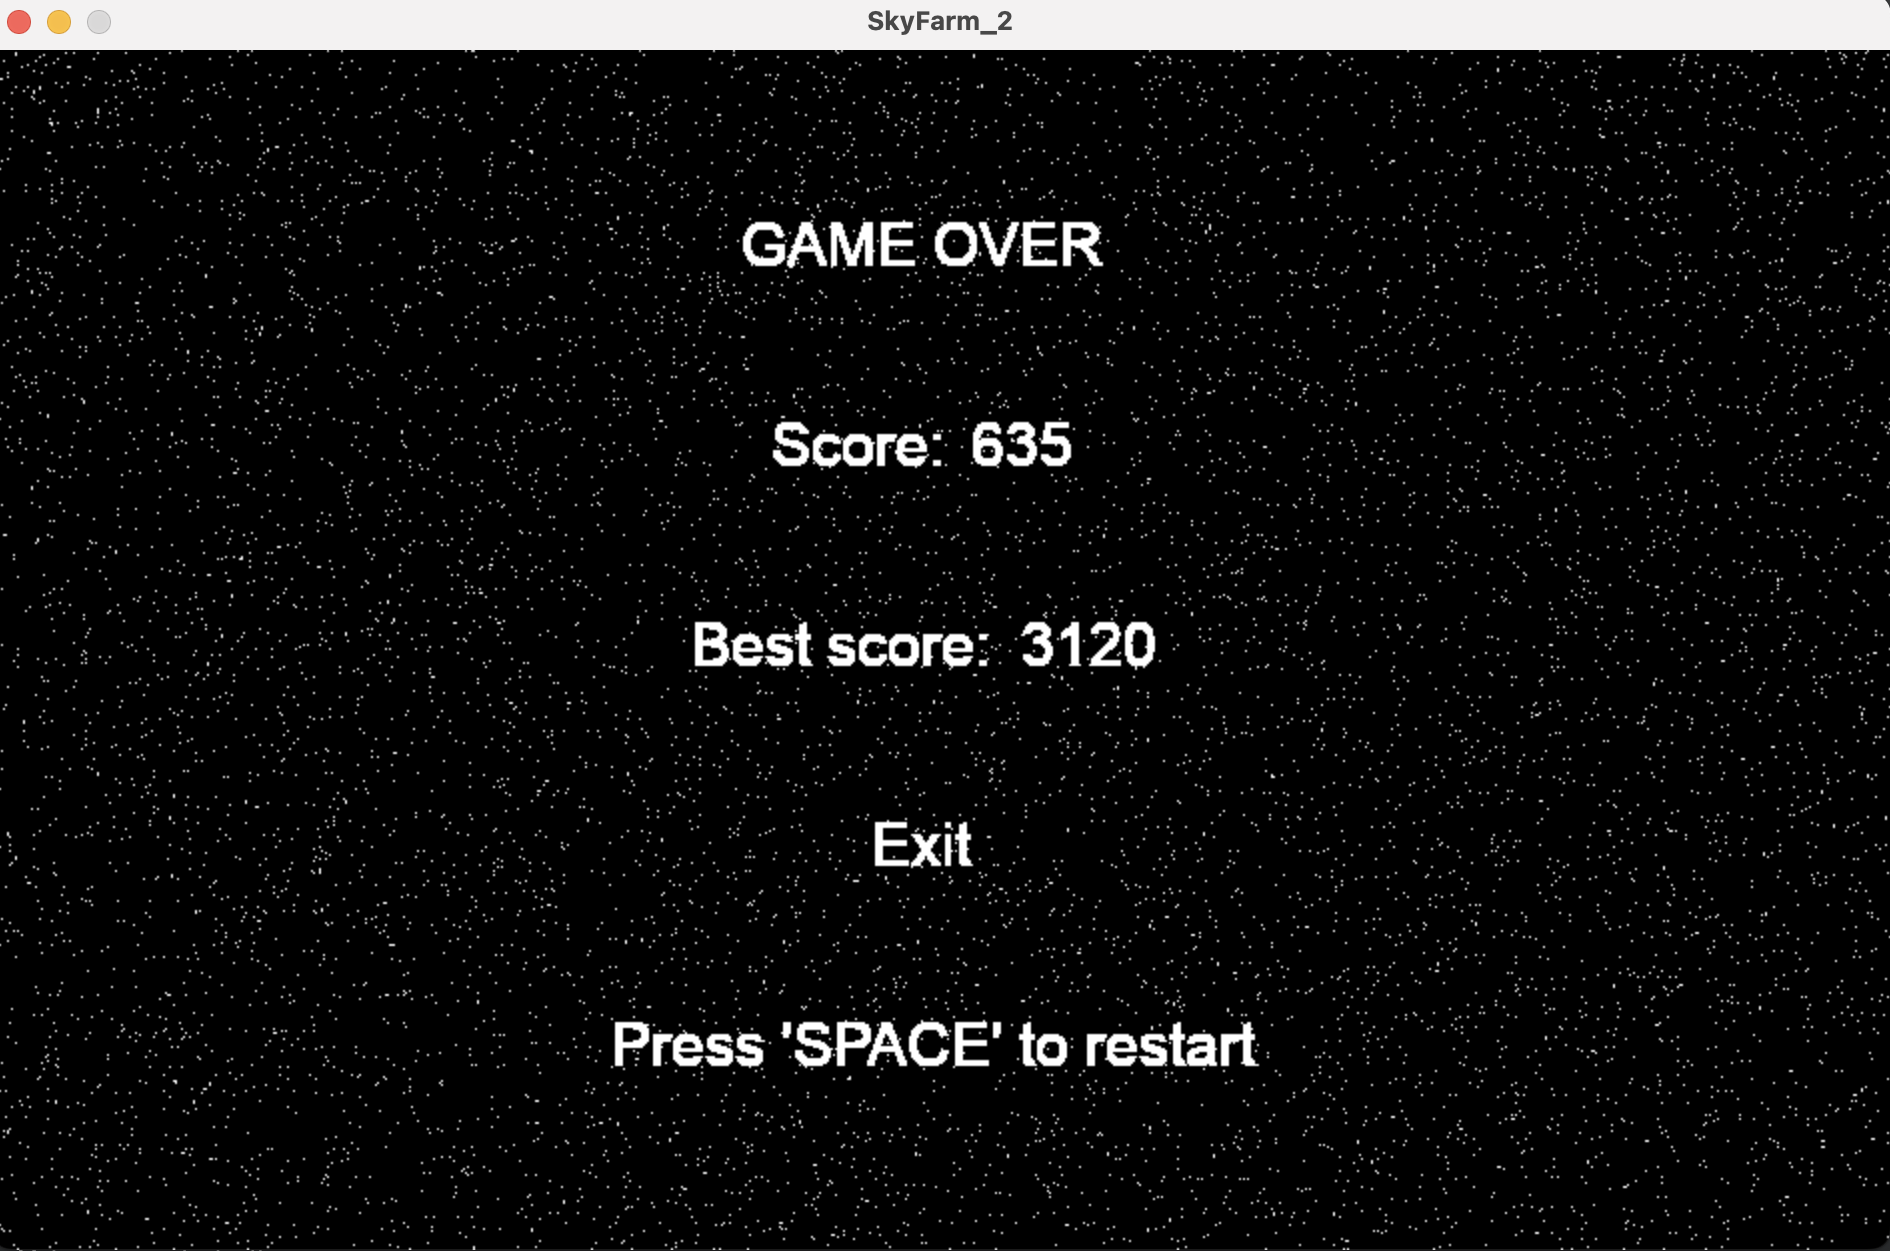 SkyFarm_2
GAME OVER
Score: 635
Best score: 3120
Exit
Press 'SPACE' to restart